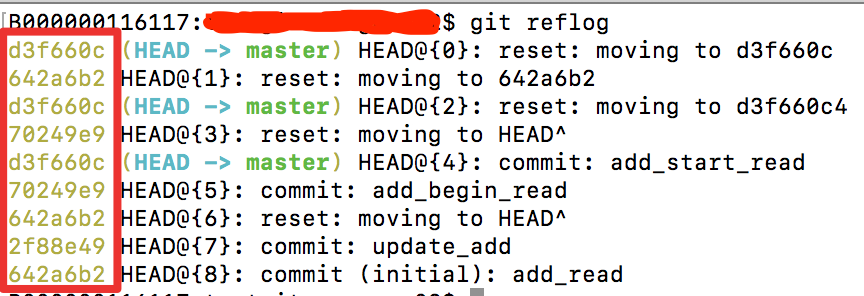 [B000000116117: 2$ git reflog
d3f660c (HEAD -> master) HEAD@{0}: reset: moving to d3f660c
642a6b2 HEAD@{1}: reset: moving to 642a6b2
d3f660c (HEAD -> master) HEAD@{2}: reset: moving to d3f660c4
70249e9 HEAD@{3}: reset: moving to HEAD^
d3f660c (HEAD -> master) HEAD@{4}: commit: add_start_read
70249e9 HEAD@{5}: commit: add_begin_read
642a6b2 HEAD@{6}: reset: moving to HEAD^
2f88e49 HEAD@{7}: commit: update_add
642a6b2 HEAD@{8}: commit (initial): add_read